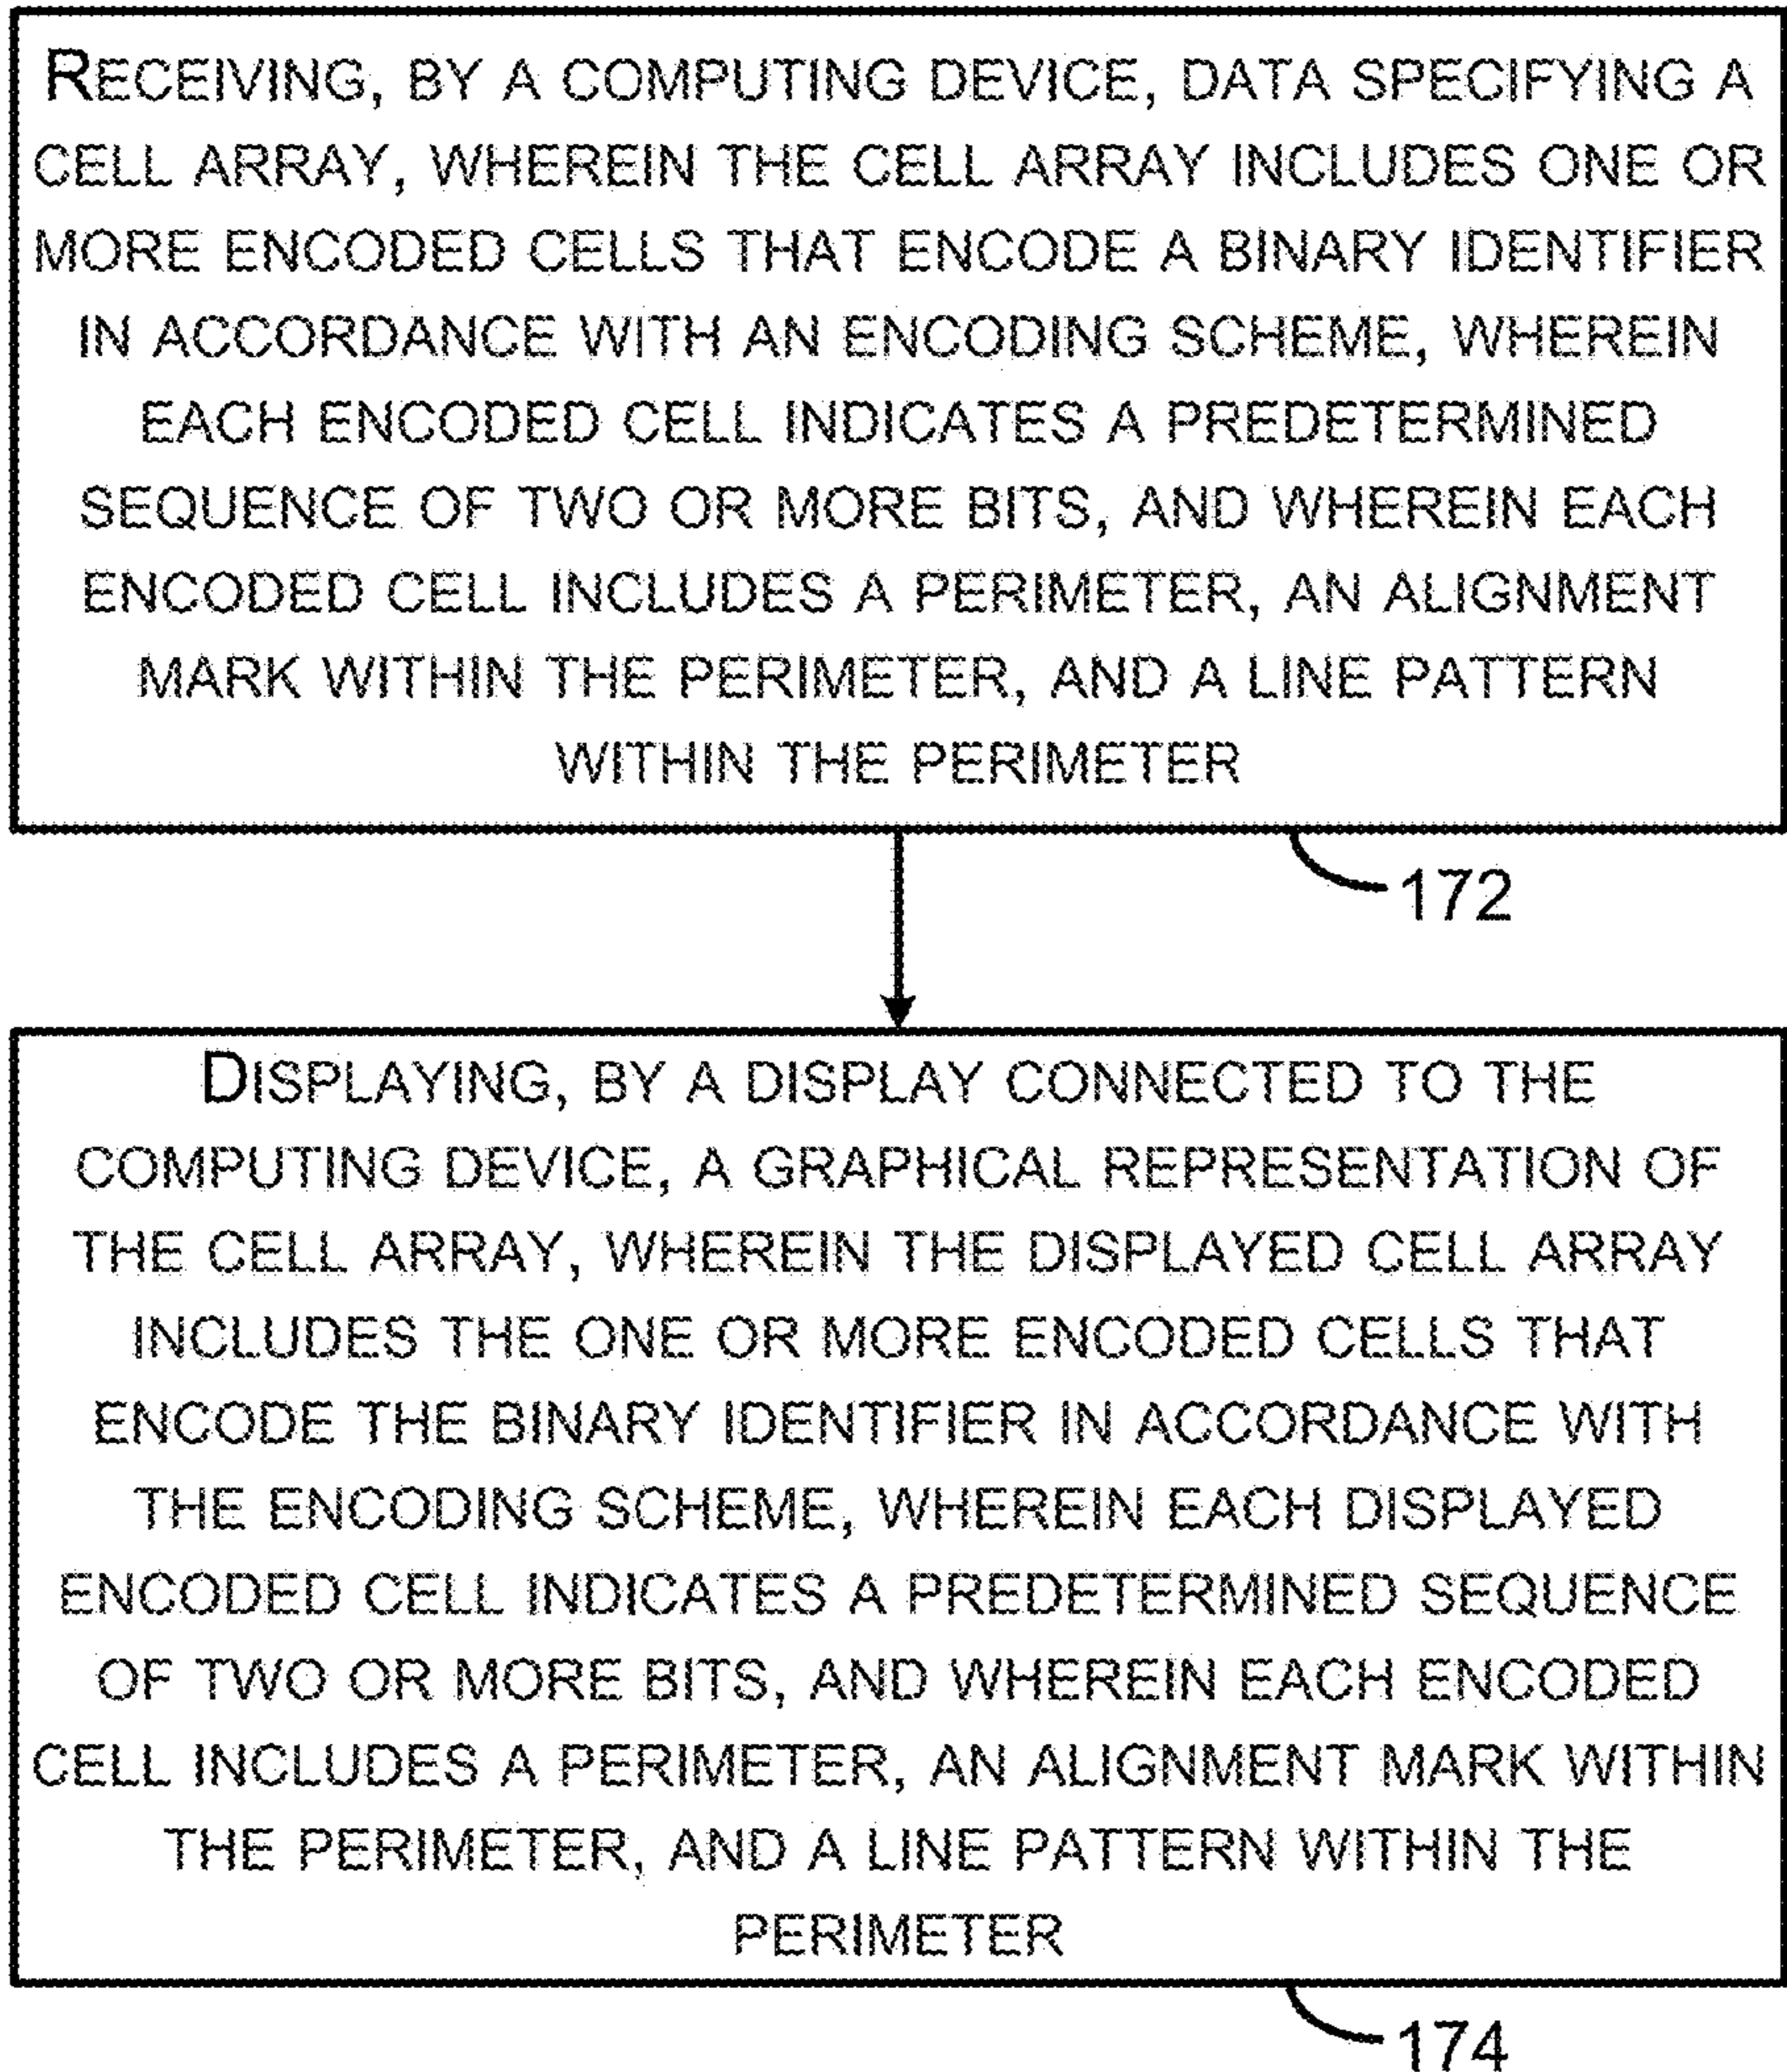 RECEIVING, BY A COMPUTING DEVICE, DATA SPECIFYING A
CELL ARRAY, WHEREIN THE CELL ARRAY INCLUDES ONE OR
MORE ENCODED CELLS THAT ENCODE A BINARY IDENTIFIER
IN ACCORDANCE WITH AN ENCODING SCHEME, WHEREIN
EACH ENCODED CELL INDICATES A PREDETERMINED
SEQUENCE OF TWO OR MORE BITS, AND WHEREIN EACH
ENCODED CELL INCLUDES A PERIMETER, AN ALIGNMENT
MARK WITHIN THE PERIMETER, AND A LINE PATTERN
WITHIN THE PERIMETER
172
DISPLAYING, BY A DISPLAY CONNECTED TO THE
COMPUTING DEVICE, A GRAPHICAL REPRESENTATION OF
THE CELL ARRAY, WHEREIN THE DISPLAYED CELL ARRAY
INCLUDES THE ONE OR MORE ENCODED CELLS THAT
ENCODE THE BINARY IDENTIFIER IN ACCORDANCE WITH
THE ENCODING SCHEME, WHEREIN EACH DISPLAYED
ENCODED CELL INDICATES A PREDETERMINED SEQUENCE
OF TWO OR MORE BITS, AND WHEREIN EACH ENCODED
CELL INCLUDES A PERIMETER, AN ALIGNMENT MARK WITHIN
THE PERIMETER, AND A LINE PATTERN WITHIN THE
PERIMETER
174